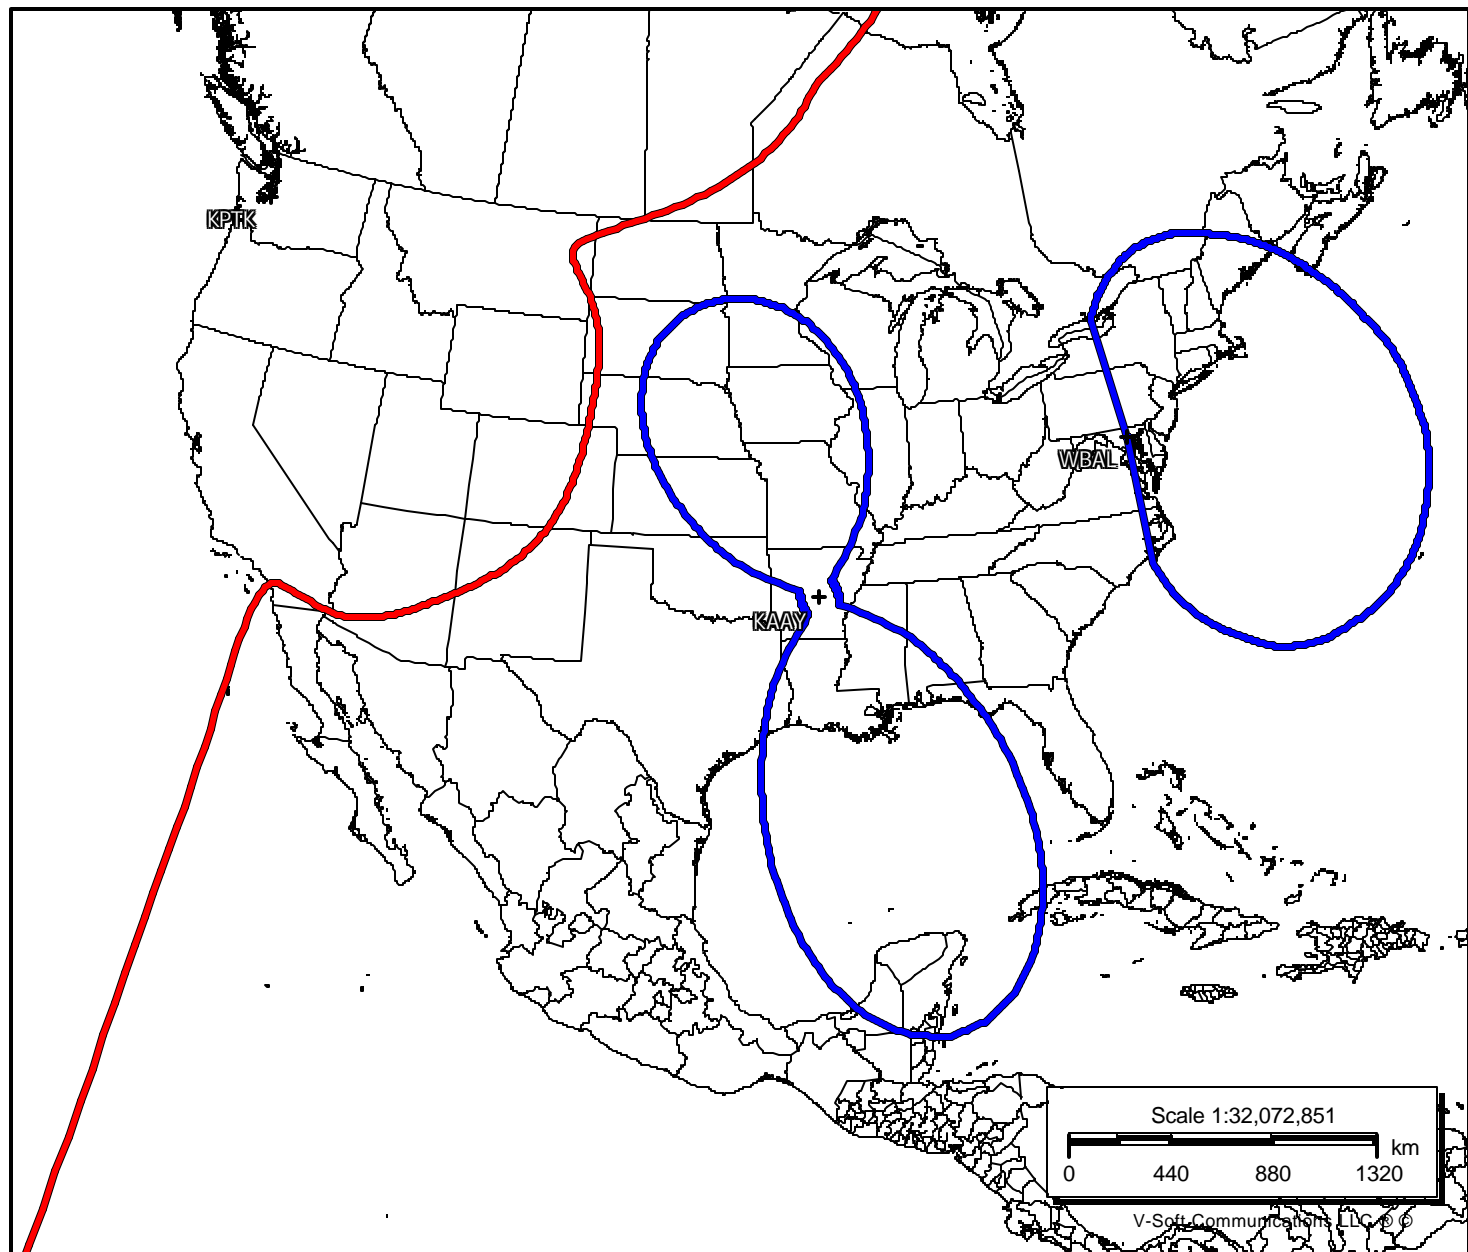 KPTK
WBAL
KAAY
Scale 1:32,072,851
km
0 440 880 1320
V-Soft Communications LLC ® ©